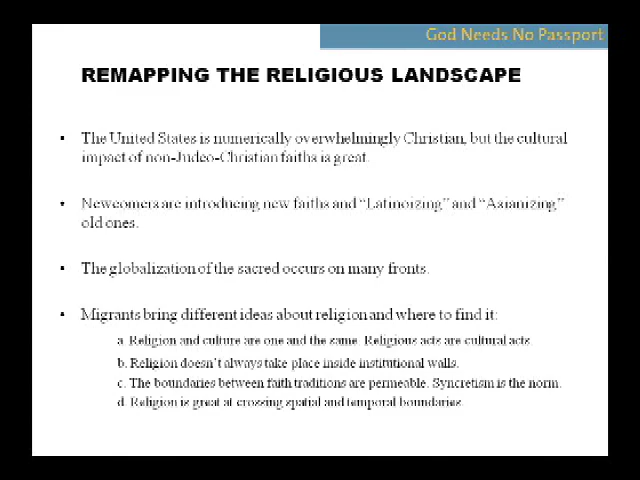 God Needs No Passport
REMAPPING THE RELIGIOUS LANDSCAPE
• The United States is numerically overwhelmingly Christian, but the cultural
impact of non-Judeo-Christian faiths is great.
• Newcomers are introducing new faiths and “Latinoizing” and “Asianizing”
old ones.
• The globalization of the sacred occurs on many fronts.
• Migrants bring different ideas about religion and where to find it:
a. Religion and culture are one and the same. Religious acts are cultural acts.
b. Religion doesn’t always take place inside institutional walls.
c. The boundaries between faith traditions are permeable. Syncretism is the norm.
d. Religion is great at crossing spatial and temporal boundaries.